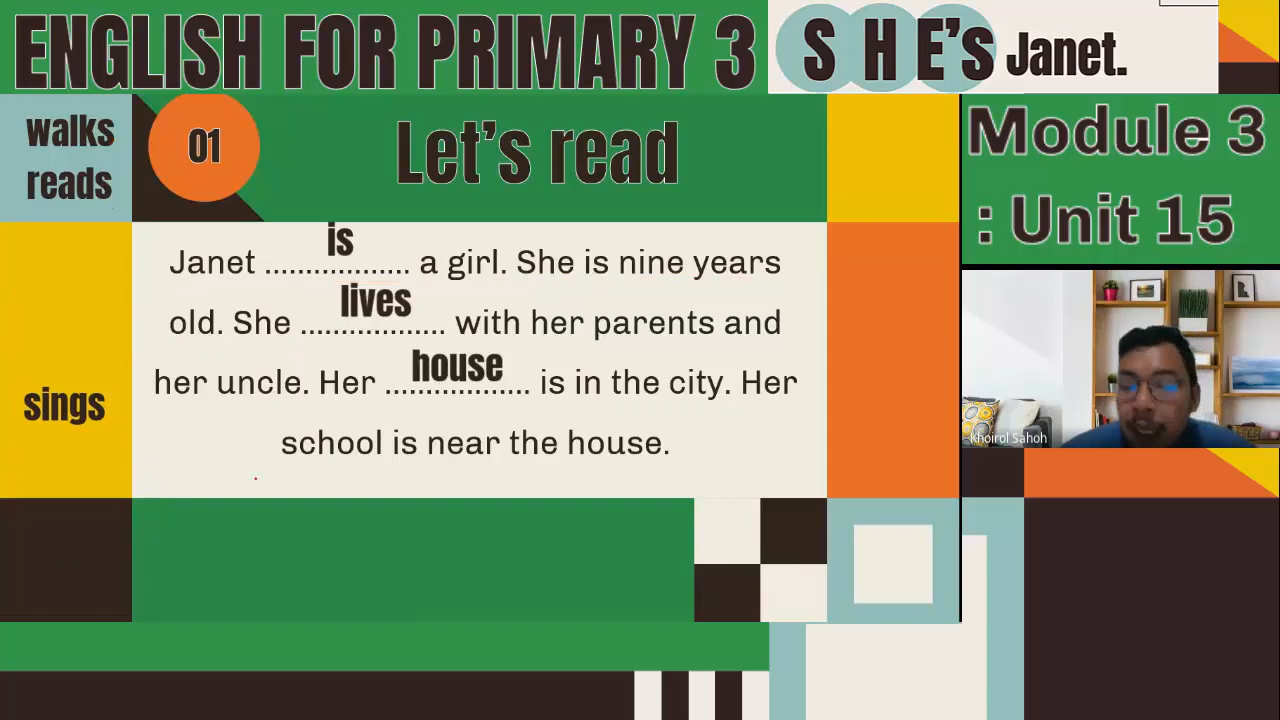 ENGLISH FOR PRIMARY 3
SHE's Janet.
walks
reads
01
Let's read
Module 3
: Unit 15
is
Janet .................. a girl. She is nine years
lives
old. She .................. with her parents and
house
her uncle. Her .................. is in the city. Her
sings
school is near the house.
Khoirol Sahoh